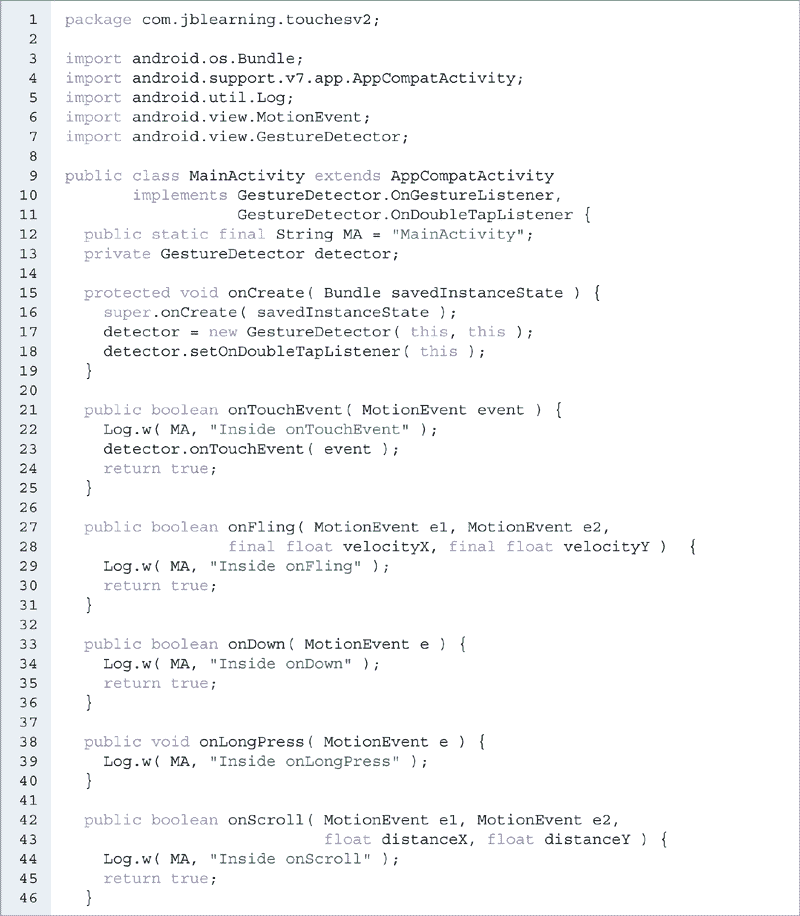 1 package com.jblearning.touchesv2;
2
3 import android.os.Bundle;
4 import android.support.v7.app.AppCompatActivity;
5 import android.util.Log;
6 import android.view.MotionEvent;
7 import android.view.GestureDetector;
8
9 public class MainActivity extends AppCompatActivity
10        implements GestureDetector.OnGestureListener,
11                   GestureDetector.OnDoubleTapListener {
12   public static final String MA = "MainActivity";
13   private GestureDetector detector;
14
15   protected void onCreate( Bundle savedInstanceState ) {
16     super.onCreate( savedInstanceState );
17     detector = new GestureDetector( this, this );
18     detector.setOnDoubleTapListener( this );
19   }
20
21   public boolean onTouchEvent( MotionEvent event ) {
22     Log.w( MA, "Inside onTouchEvent" );
23     detector.onTouchEvent( event );
24     return true;
25   }
26
27   public boolean onFling( MotionEvent e1, MotionEvent e2,
28                  final float velocityX, final float velocityY )  {
29     Log.w( MA, "Inside onFling" );
30     return true;
31   }
32
33   public boolean onDown( MotionEvent e ) {
34     Log.w( MA, "Inside onDown" );
35     return true;
36   }
37
38   public void onLongPress( MotionEvent e ) {
39     Log.w( MA, "Inside onLongPress" );
40   }
41
42   public boolean onScroll( MotionEvent e1, MotionEvent e2,
43                            float distanceX, float distanceY ) {
44     Log.w( MA, "Inside onScroll" );
45     return true;
46   }